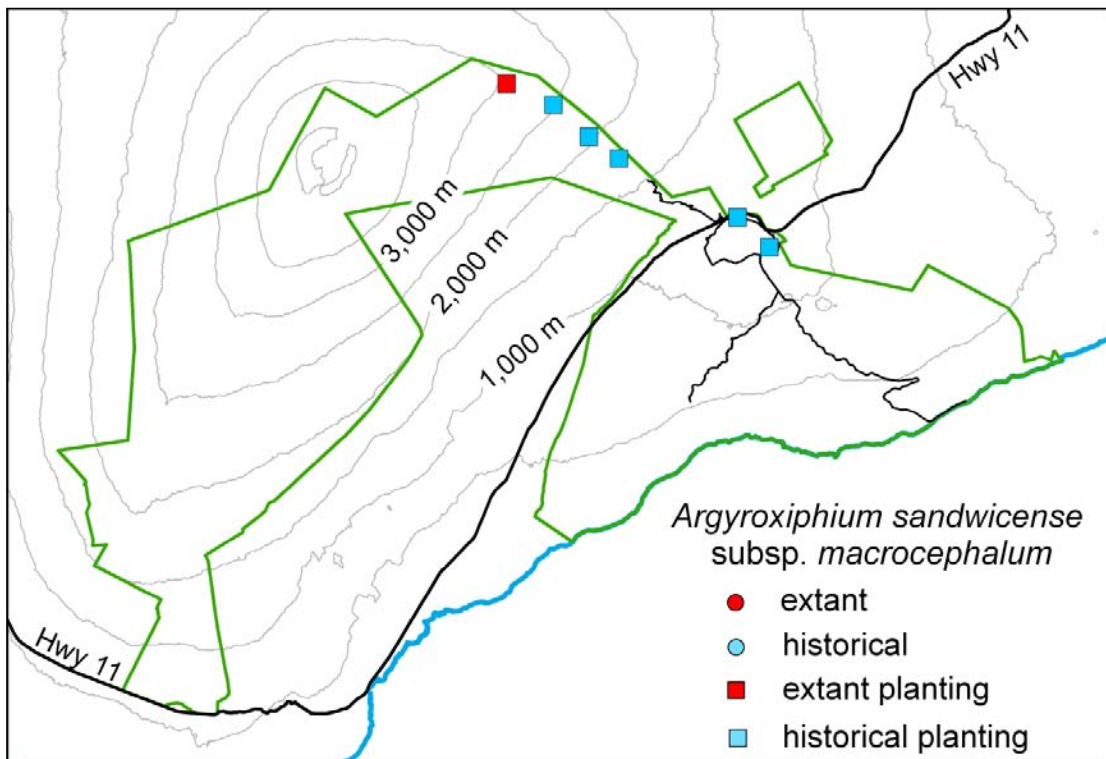 Hwy 11
3,000 m
2,000 m
1,000 m
Hwy 11
Argyroxiphium sandwicense
subsp. macrocephalum
extant
historical
extant planting
historical planting